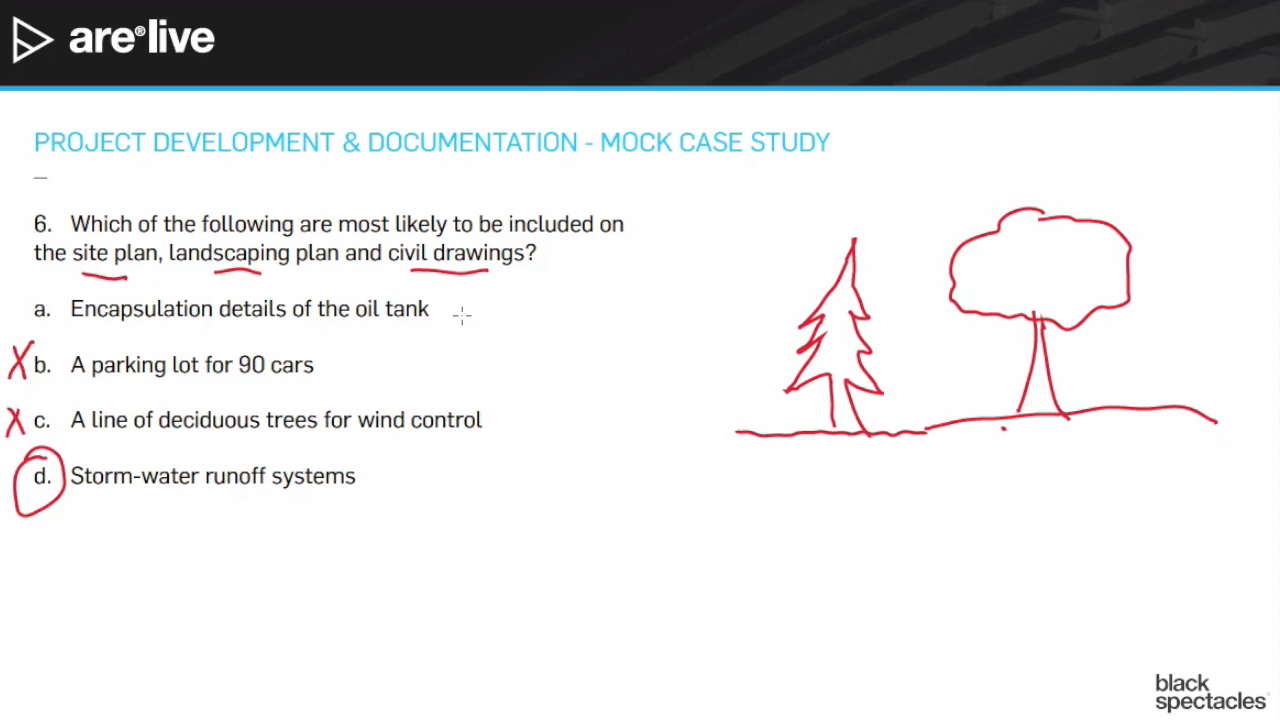 are®live
PROJECT DEVELOPMENT & DOCUMENTATION - MOCK CASE STUDY
6. Which of the following are most likely to be included on
the site plan, landscaping plan and civil drawings?
a. Encapsulation details of the oil tank
X b. A parking lot for 90 cars
X c. A line of deciduous trees for wind control
d. Storm-water runoff systems
black
spectacles